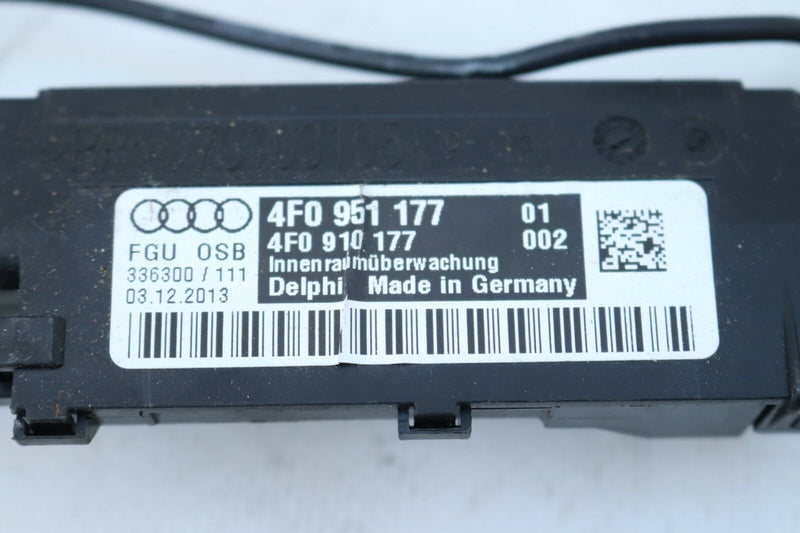 4F0 951 177 01
4F0 910 177 002
Innenraumüberwachung
Delphi Made in Germany
FGU OSB
336300 / 111
03.12.2013